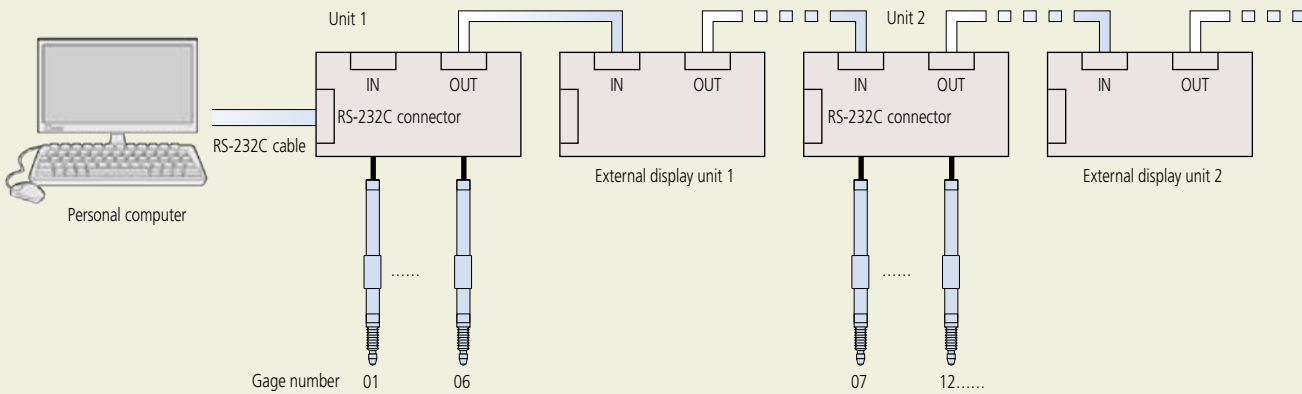 Unit 1
Unit 2
IN
OUT
IN
OUT
IN
OUT
IN
OUT
RS-232C connector
RS-232C connector
RS-232C cable
External display unit 1
External display unit 2
Personal computer
......
......
Gage number 01 06 07 12......